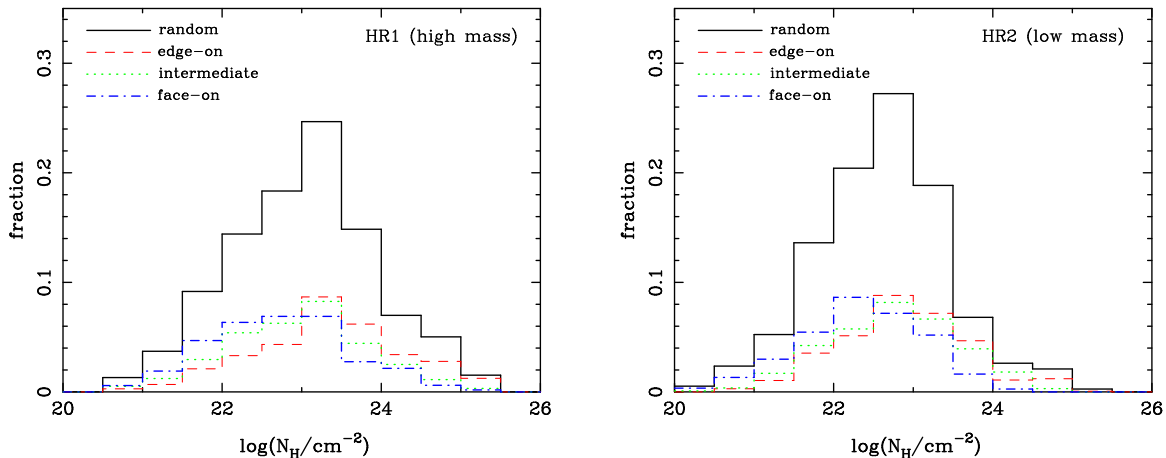 HR1 (high mass)
random
edge-on
intermediate
face-on
0.3
0.2
0.1
0
fraction
20 22 24 26
log(N_H/cm^-2)
HR2 (low mass)
random
edge-on
intermediate
face-on
0.3
0.2
0.1
0
fraction
20 22 24 26
log(N_H/cm^-2)